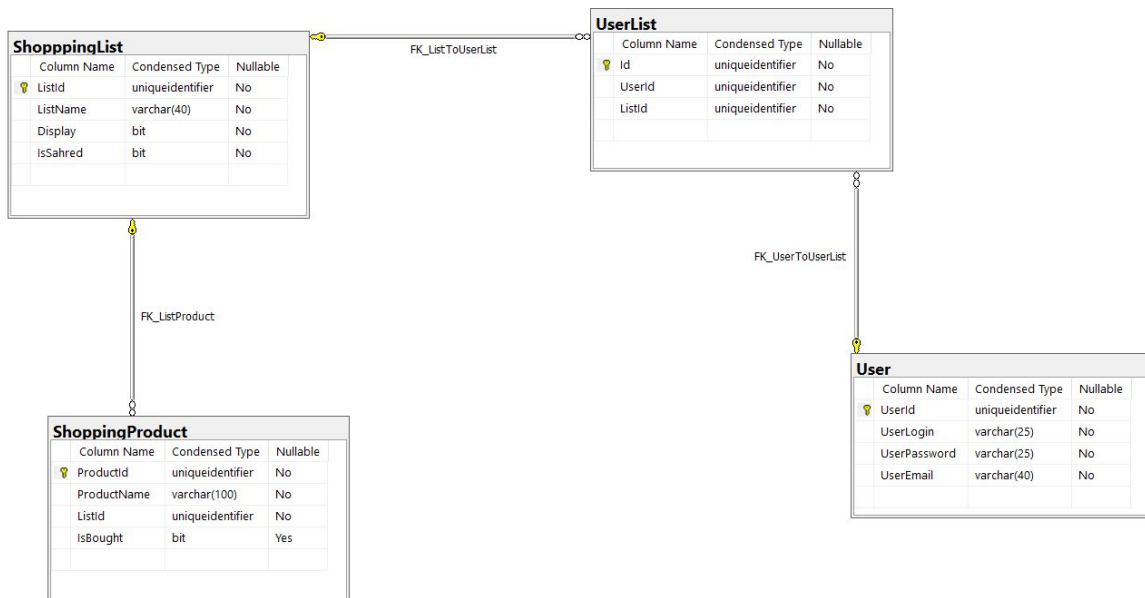 ShopppingList
Column Name Condensed Type Nullable
ListId uniqueidentifier No
ListName varchar(40) No
Display bit No
IsSahred bit No
FK_ListToUserList
UserList
Column Name Condensed Type Nullable
Id uniqueidentifier No
UserId uniqueidentifier No
ListId uniqueidentifier No
FK_UserToUserList
FK_ListProduct
User
Column Name Condensed Type Nullable
UserId uniqueidentifier No
UserLogin varchar(25) No
UserPassword varchar(25) No
UserEmail varchar(40) No
ShoppingProduct
Column Name Condensed Type Nullable
ProductId uniqueidentifier No
ProductName varchar(100) No
ListId uniqueidentifier No
IsBought bit Yes